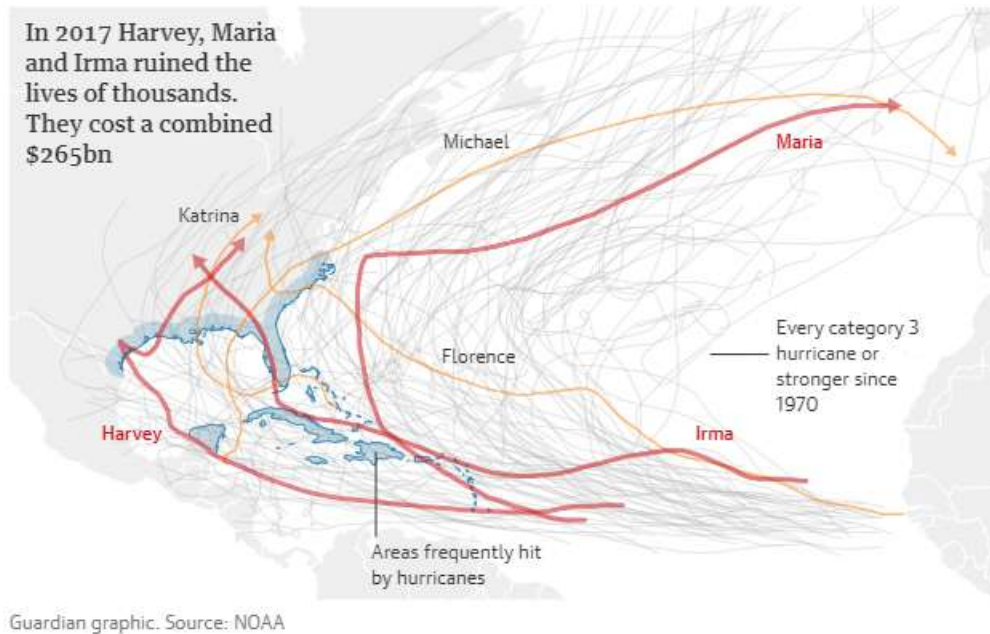 In 2017 Harvey, Maria
and Irma ruined the
lives of thousands.
They cost a combined
$265bn
Michael
Maria
Katrina
Florence
Every category 3
hurricane or
stronger since
1970
Harvey
Irma
Areas frequently hit
by hurricanes
Guardian graphic. Source: NOAA